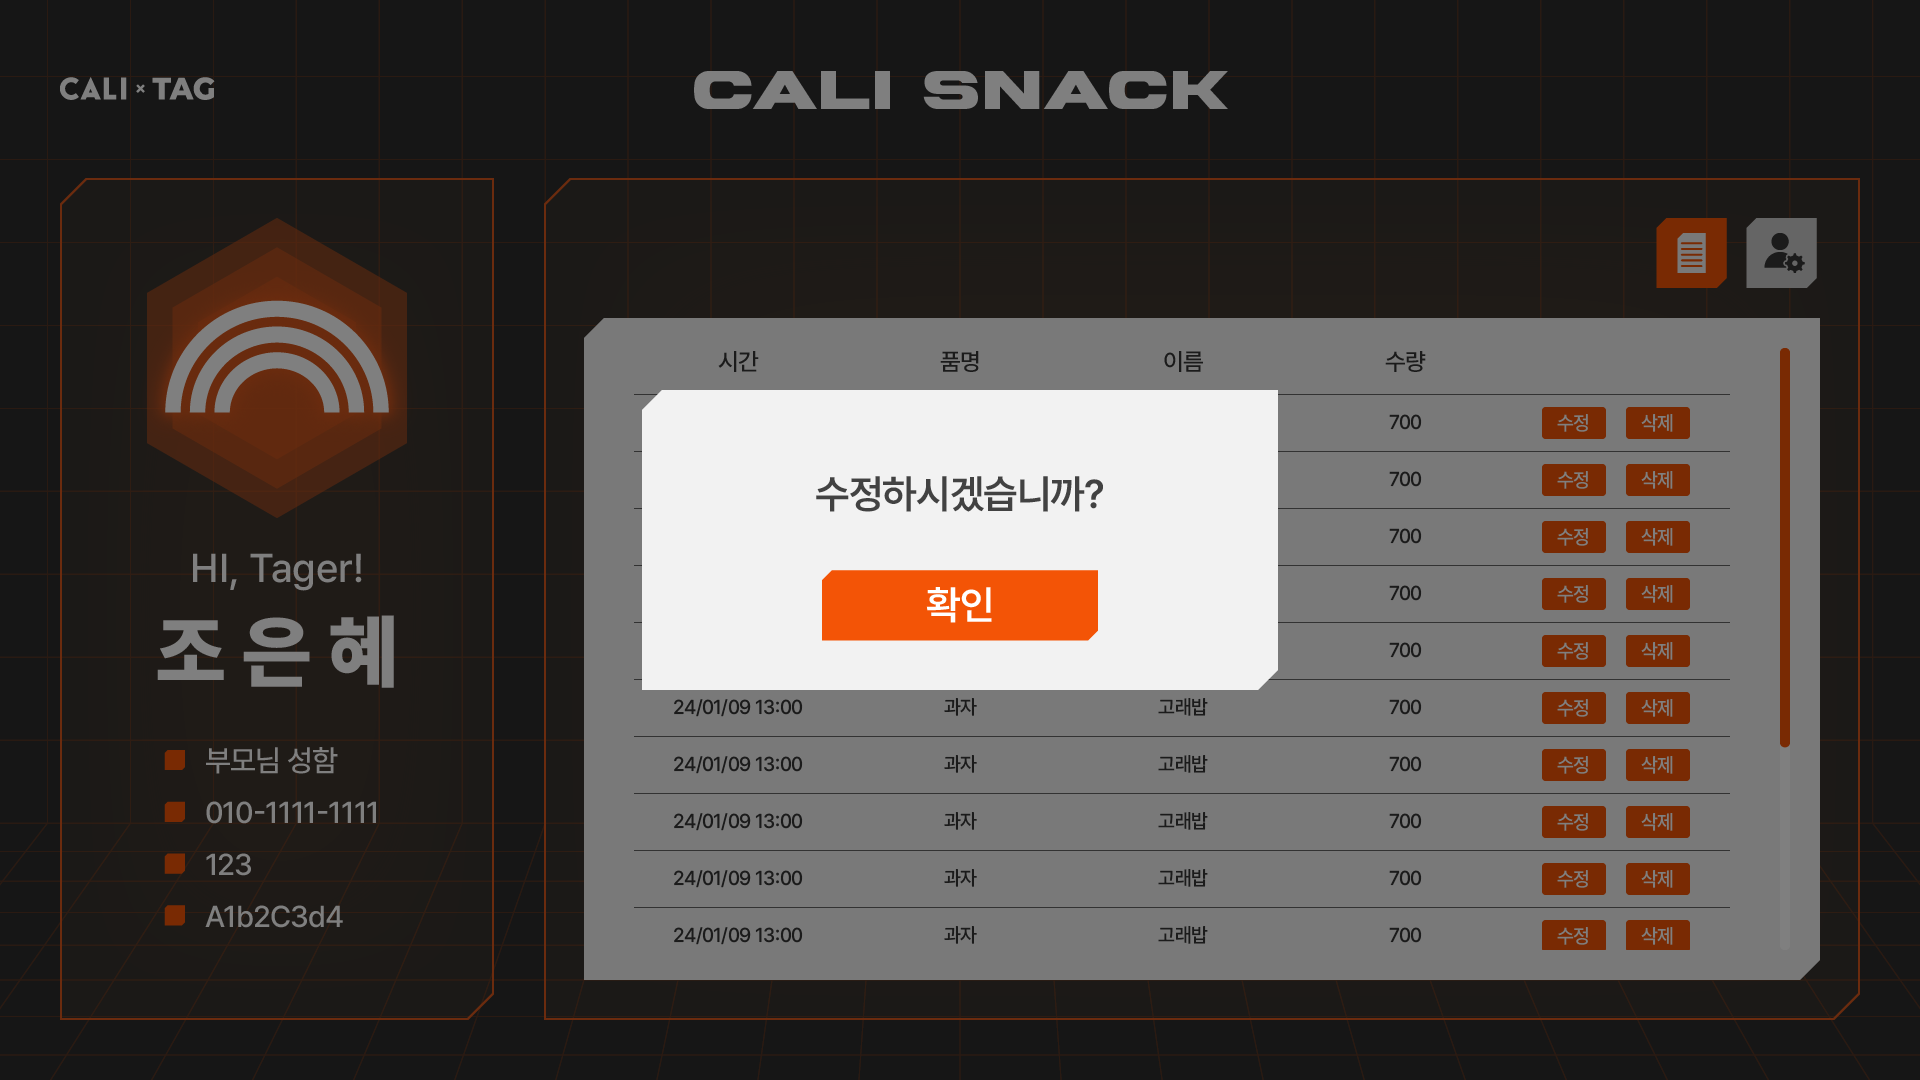 CALI × TAG
CALI SNACK
HI, Tager!
조은혜
부모님 성함
010-1111-1111
123
A1b2C3d4
시간 품명 이름 수량
700 수정 삭제
700 수정 삭제
700 수정 삭제
700 수정 삭제
700 수정 삭제
수정하시겠습니까?
확인
24/01/09 13:00 과자 고래밥 700 수정 삭제
24/01/09 13:00 과자 고래밥 700 수정 삭제
24/01/09 13:00 과자 고래밥 700 수정 삭제
24/01/09 13:00 과자 고래밥 700 수정 삭제
24/01/09 13:00 과자 고래밥 700 수정 삭제